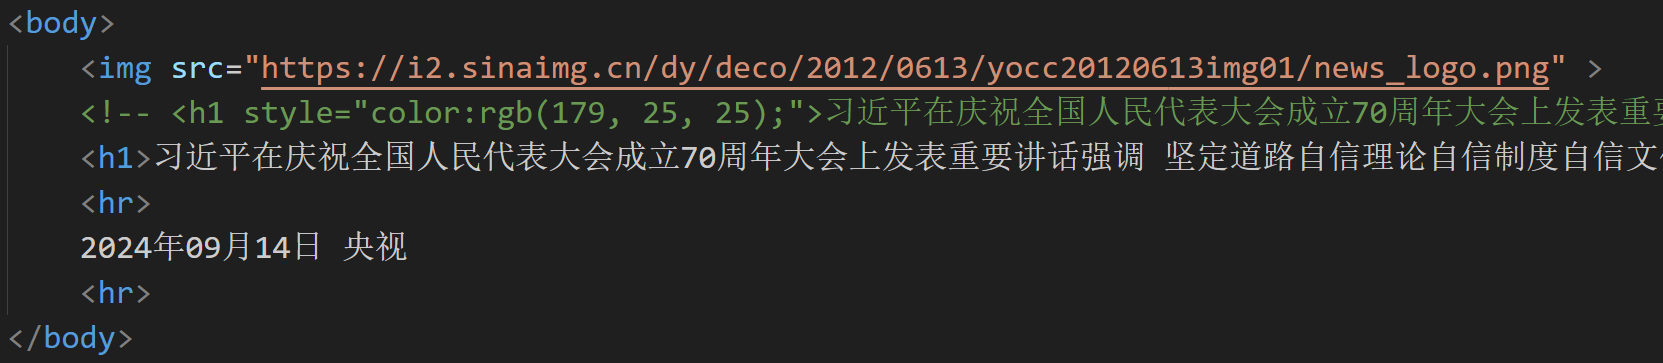 <body>
<img src="https://i2.sinaimg.cn/dy/deco/2012/0613/yocc20120613img01/news_logo.png" >
<!-- <h1 style="color:rgb(179, 25, 25);">习近平在庆祝全国人民代表大会成立70周年大会上发表重
<h1>习近平在庆祝全国人民代表大会成立70周年大会上发表重要讲话强调 坚定道路自信理论自信制度自信文
<hr>
2024年09月14日 央视
<hr>
</body>